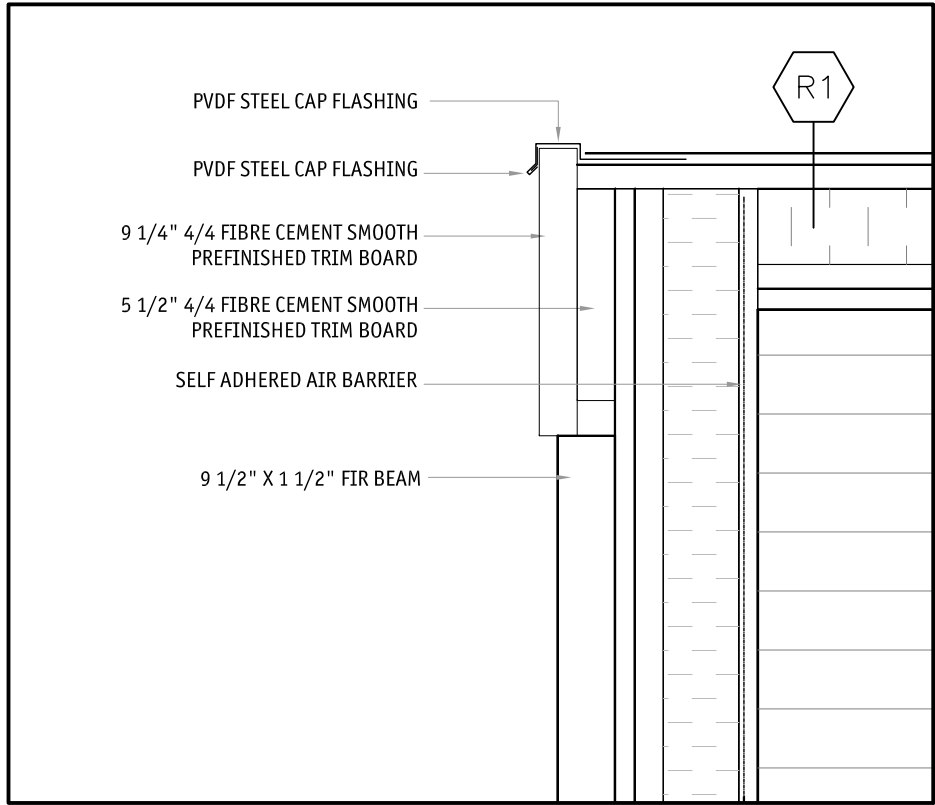 R1
PVDF STEEL CAP FLASHING
PVDF STEEL CAP FLASHING
9 1/4" 4/4 FIBRE CEMENT SMOOTH
PREFINISHED TRIM BOARD
5 1/2" 4/4 FIBRE CEMENT SMOOTH
PREFINISHED TRIM BOARD
SELF ADHERED AIR BARRIER
9 1/2" X 1 1/2" FIR BEAM